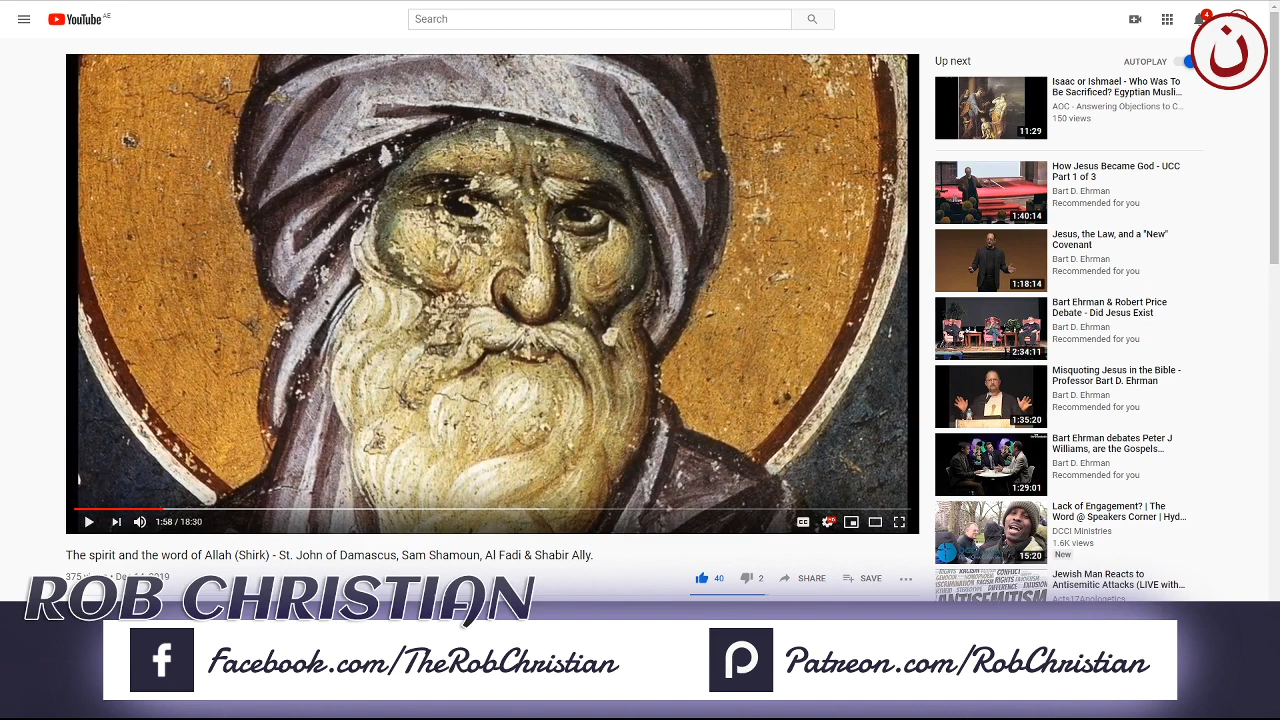 YouTube AE
Search
4
ن
Up next
AUTOPLAY
11:29
Isaac or Ishmael - Who Was To
Be Sacrificed? Egyptian Musli...
AOC - Answering Objections to C...
150 views
1:40:14
How Jesus Became God - UCC
Part 1 of 3
Bart D. Ehrman
Recommended for you
1:18:14
Jesus, the Law, and a "New"
Covenant
Bart D. Ehrman
Recommended for you
2:34:11
Bart Ehrman & Robert Price
Debate - Did Jesus Exist
Bart D. Ehrman
Recommended for you
1:35:20
Misquoting Jesus in the Bible -
Professor Bart D. Ehrman
Bart D. Ehrman
Recommended for you
1:29:01
Bart Ehrman debates Peter J
Williams, are the Gospels...
Bart D. Ehrman
Recommended for you
15:20
Lack of Engagement? | The
Word @ Speakers Corner | Hyd...
DCCI Ministries
1.6K views
New
ANTISEMITISM
Jewish Man Reacts to
Antisemitic Attacks (LIVE with...
Acts17Apologetics
1:58 / 18:30
CC
HD
The spirit and the word of Allah (Shirk) - St. John of Damascus, Sam Shamoun, Al Fadi & Shabir Ally.
40
2
SHARE
SAVE
ROB CHRISTIAN
Facebook.com/TheRobChristian
Patreon.com/RobChristian